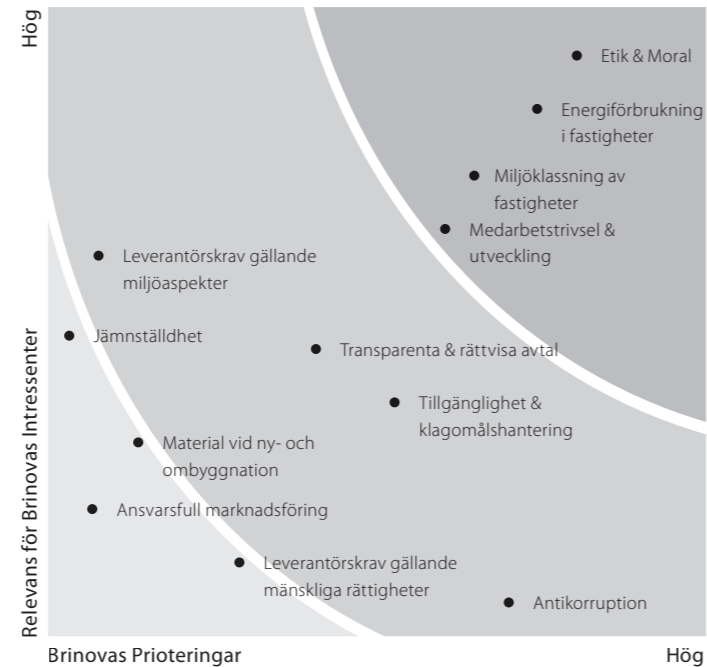 Hög
Etik & Moral
Energiförbrukning
i fastigheter
Miljöklassning av
fastigheter
Medarbetstrivsel &
utveckling
Leverantörskrav gällande
miljöaspekter
Jämnställdhet
Transparenta & rättvisa avtal
Tillgänglighet &
klagomålshantering
Material vid ny- och
ombyggnation
Ansvarsfull marknadsföring
Leverantörskrav gällande
mänskliga rättigheter
Antikorruption
Relevans för Brinovas Intressenter
Brinovas Prioteringar
Hög